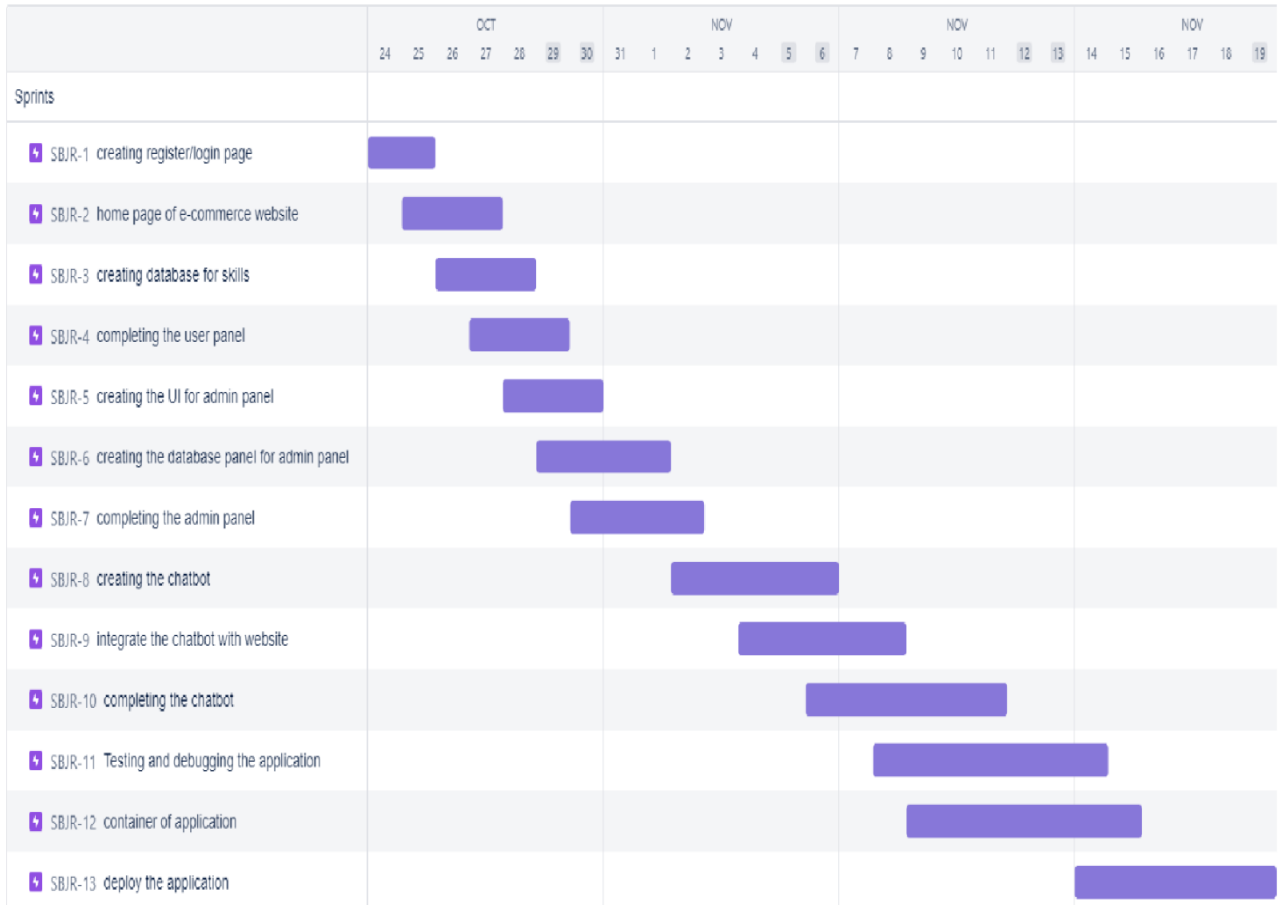 OCT NOV NOV NOV
24 25 26 27 28 29 30 31 1 2 3 4 5 6 7 8 9 10 11 12 13 14 15 16 17 18 19
Sprints
SBJR-1 creating register/login page
SBJR-2 home page of e-commerce website
SBJR-3 creating database for skills
SBJR-4 completing the user panel
SBJR-5 creating the UI for admin panel
SBJR-6 creating the database panel for admin panel
SBJR-7 completing the admin panel
SBJR-8 creating the chatbot
SBJR-9 integrate the chatbot with website
SBJR-10 completing the chatbot
SBJR-11 Testing and debugging the application
SBJR-12 container of application
SBJR-13 deploy the application